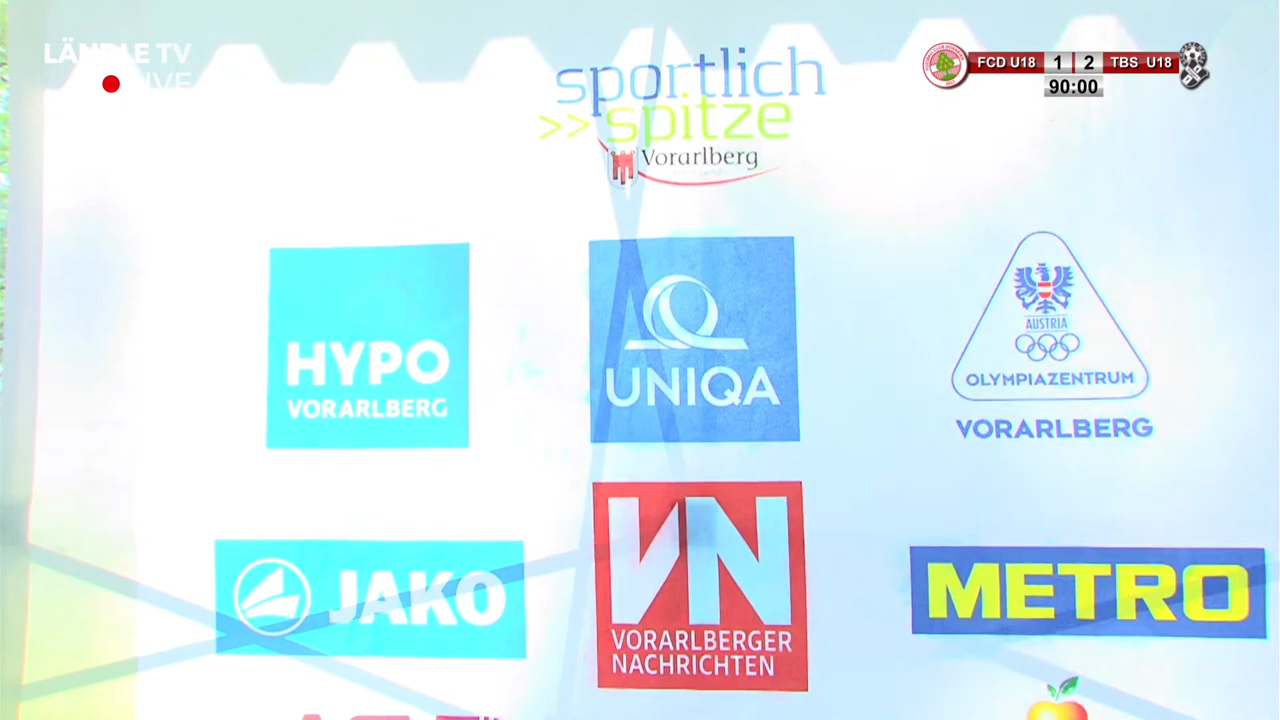 LÄNDLE TV
LIVE
FCD U18 1 2 TBS U18
90:00
sportlich
>> spitze
Vorarlberg
HYPO
VORARLBERG
UNIQA
AUSTRIA
OLYMPIAZENTRUM
VORARLBERG
JAKO
VN
VORARLBERGER
NACHRICHTEN
METRO